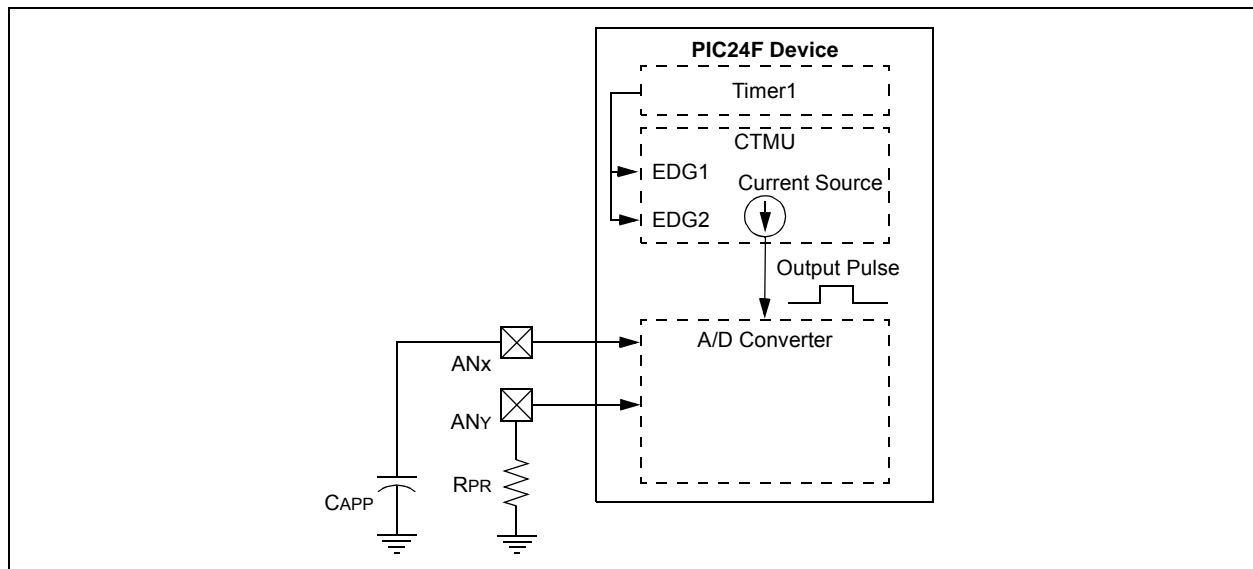 PIC24F Device
Timer1
CTMU
EDG1
Current Source
EDG2
Output Pulse
A/D Converter
ANX
ANY
RPR
CAPP